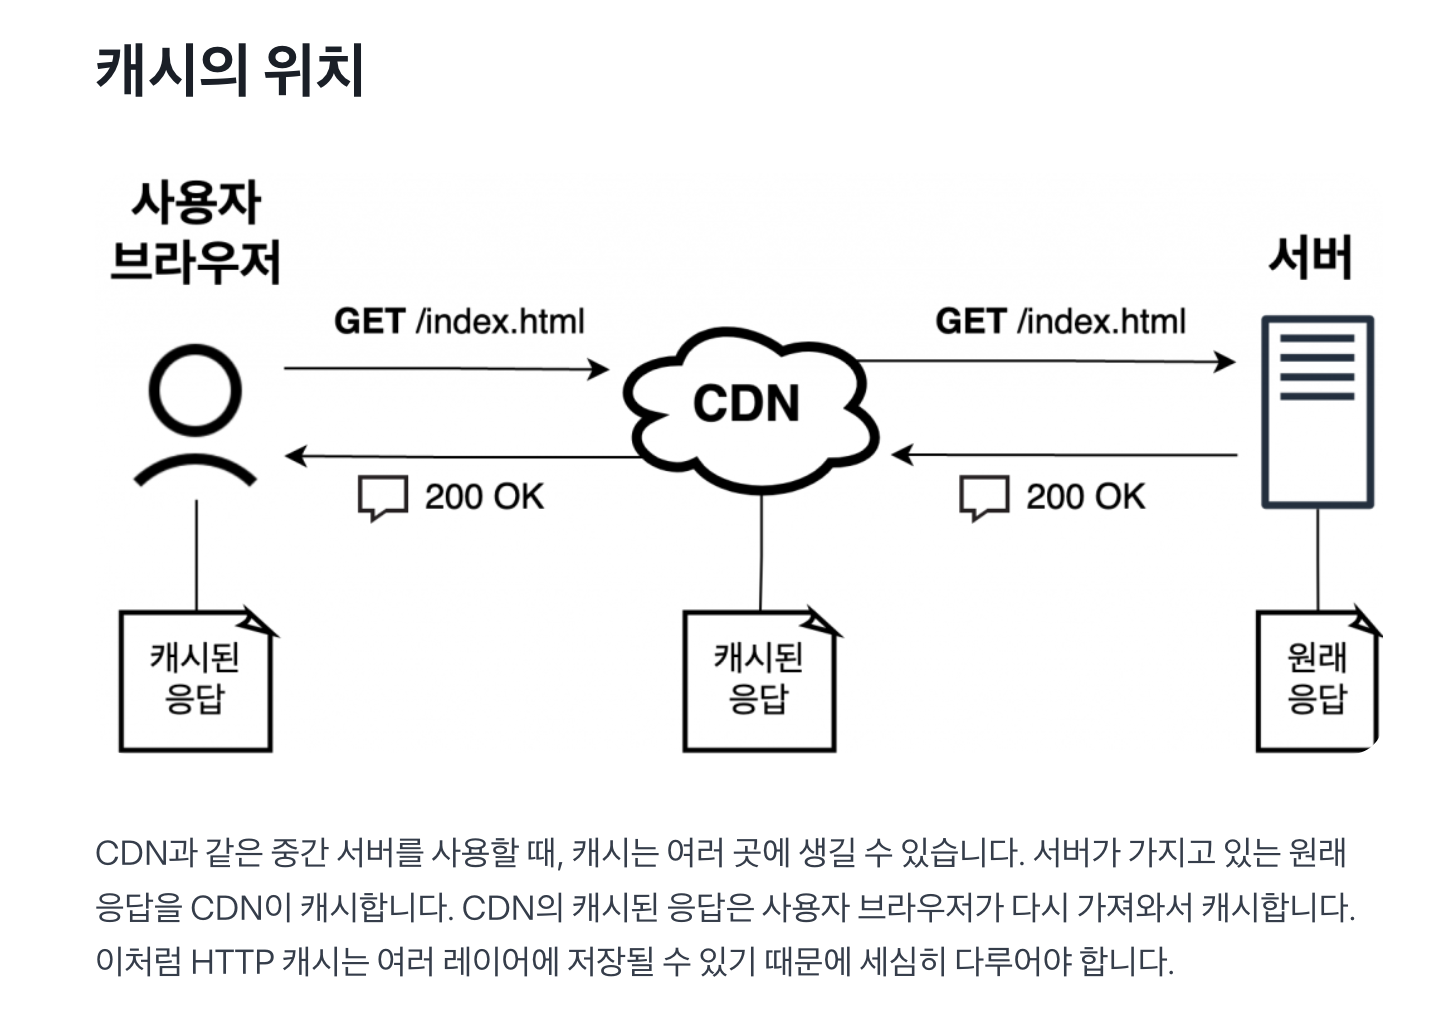 캐시의 위치
사용자
브라우저
서버
GET /index.html
GET /index.html
CDN
200 OK
200 OK
캐시된
응답
캐시된
응답
원래
응답
CDN과 같은 중간 서버를 사용할 때, 캐시는 여러 곳에 생길 수 있습니다. 서버가 가지고 있는 원래
응답을 CDN이 캐시합니다. CDN의 캐시된 응답은 사용자 브라우저가 다시 가져와서 캐시합니다.
이처럼 HTTP 캐시는 여러 레이어에 저장될 수 있기 때문에 세심히 다루어야 합니다.